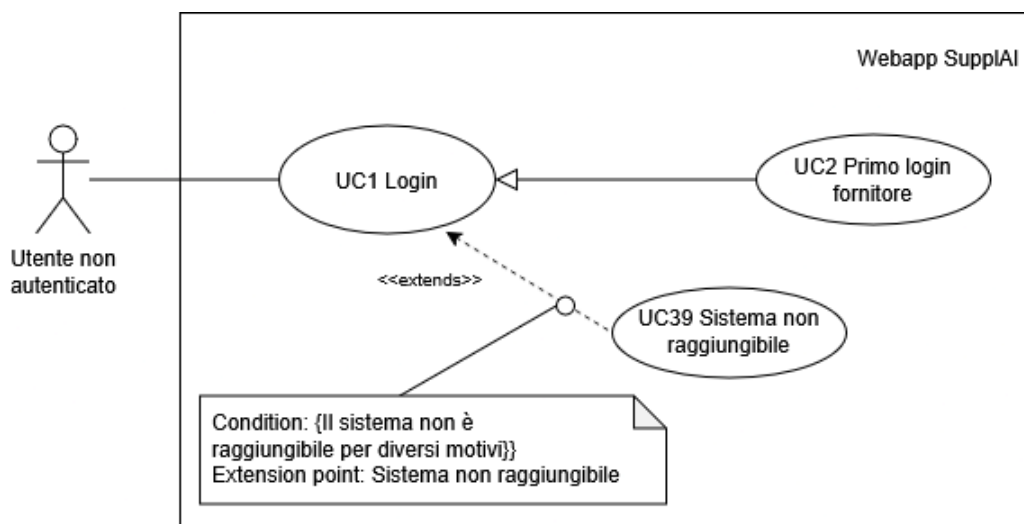 Webapp SupplAI
UC1 Login
UC2 Primo login
fornitore
Utente non
autenticato
<<extends>>
UC39 Sistema non
raggiungibile
Condition: {Il sistema non è
raggiungibile per diversi motivi}}
Extension point: Sistema non raggiungibile